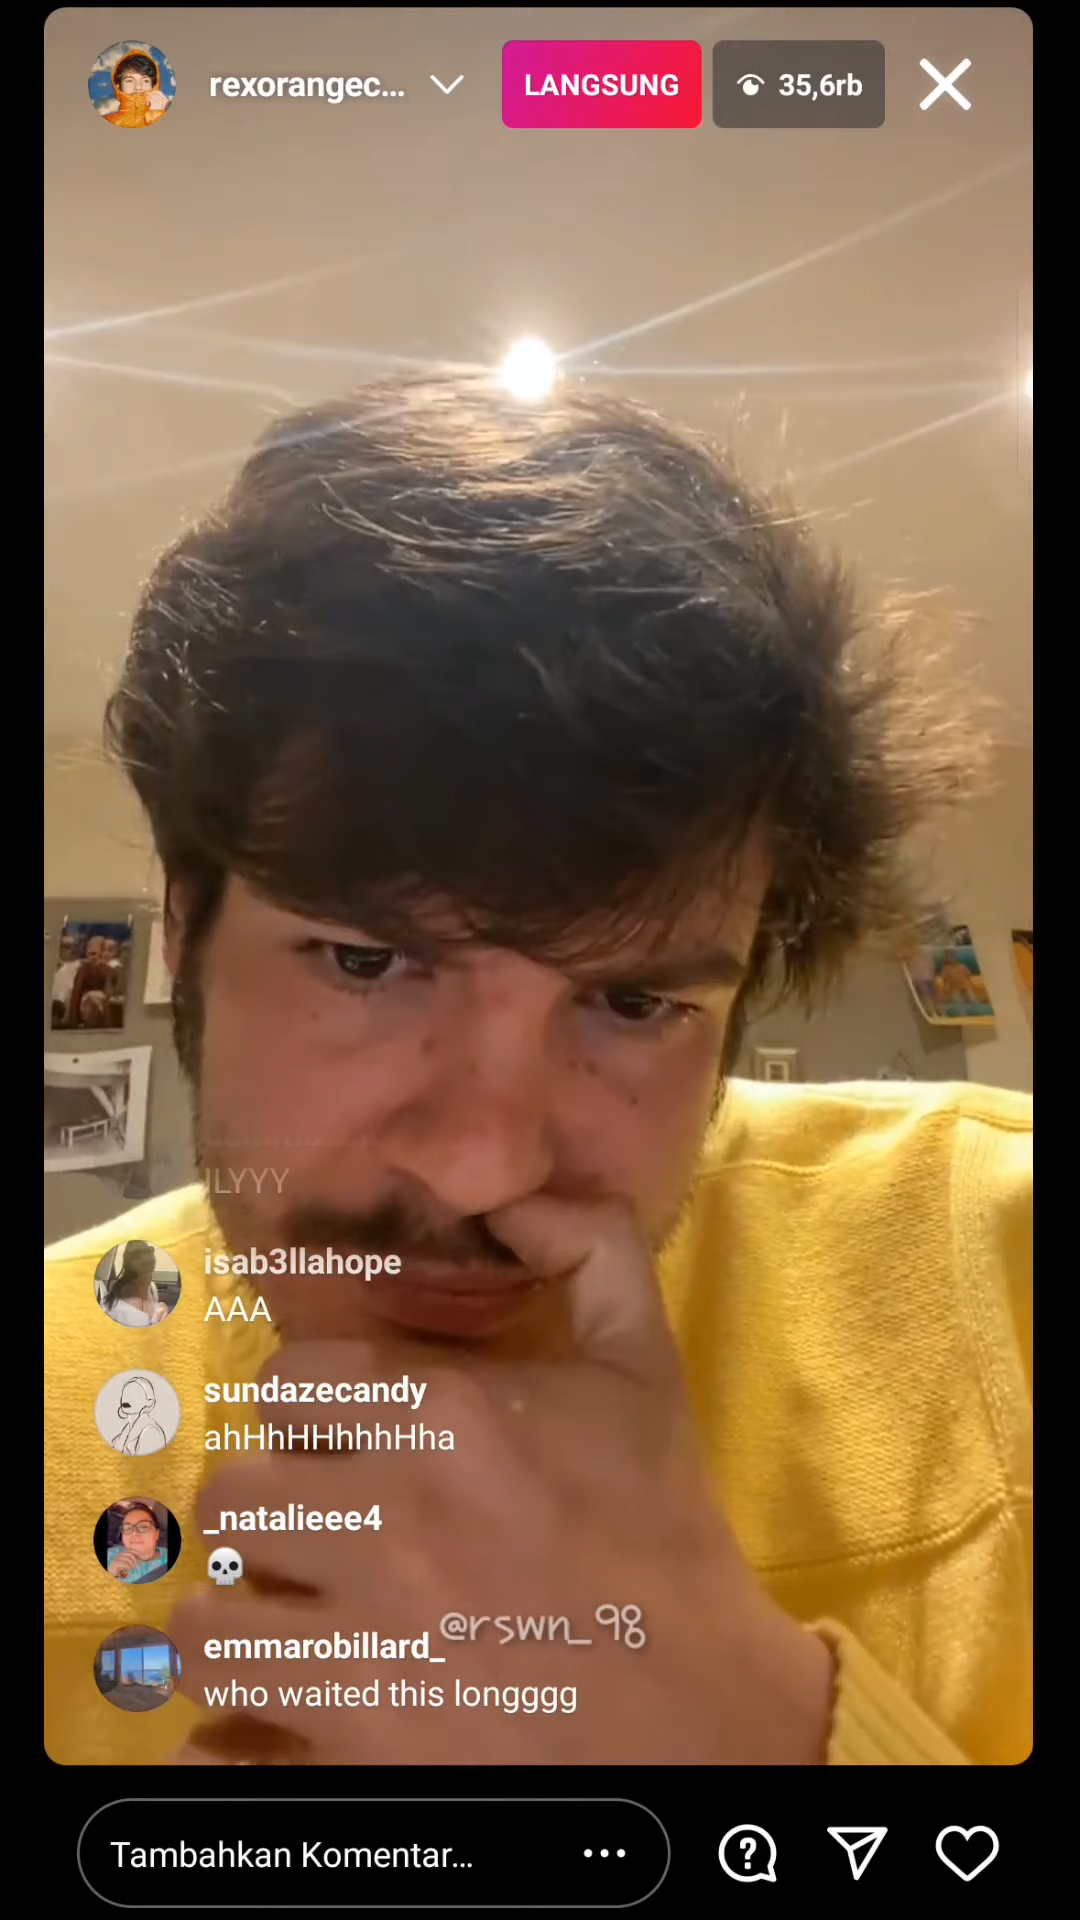 rexorangec...
LANGSUNG
35,6rb
ILYYY
isab3llahope
AAA
sundazecandy
ahHhHHhhhHha
_natalieee4
💀
emmarobillard_
@rswn_98
who waited this longggg
Tambahkan Komentar...